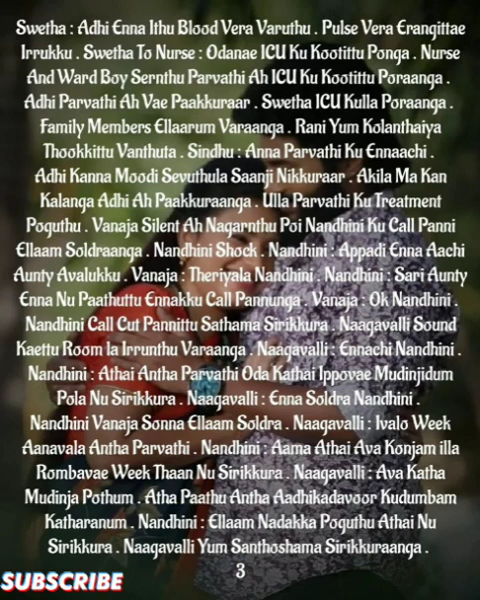 Swetha : Adhi Enna Ithu Blood Vera Varuthu . Pulse Vera Erangittae
Irrukku . Swetha To Nurse : Odanae ICU Ku Kootittu Ponga . Nurse
And Ward Boy Sernthu Parvathi Ah ICU Ku Kootittu Poraanga .
Adhi Parvathi Ah Vae Paakkuraar . Swetha ICU Kulla Poraanga .
Family Members Ellaarum Varaanga . Rani Yum Kolanthaiya
Thookkittu Vanthuta . Sindhu : Anna Parvathi Ku Ennaachi .
Adhi Kanna Moodi Sevuthula Saanji Nikkuraar . Akila Ma Kan
Kalanga Adhi Ah Paakkuraanga . Ulla Parvathi Ku Treatment
Poguthu . Vanaja Silent Ah Nagarnthu Poi Nandhini Ku Call Panni
Ellaam Soldraanga . Nandhini Shock . Nandhini : Appadi Enna Aachi
Aunty Avalukku . Vanaja : Theriyala Nandhini . Nandhini : Sari Aunty
Enna Nu Paathuttu Ennakku Call Pannunga . Vanaja : Ok Nandhini .
Nandhini Call Cut Pannittu Sathama Sirikkura . Naagavalli Sound
Kaettu Room la Irrunthu Varaanga . Naagavalli : Ennachi Nandhini .
Nandhini : Athai Antha Parvathi Oda Kathai Ippovae Mudinjidum
Pola Nu Sirikkura . Naagavalli : Enna Soldra Nandhini .
Nandhini Vanaja Sonna Ellaam Soldra . Naagavalli : Ivalo Week
Aanavala Antha Parvathi . Nandhini : Aama Athai Ava Konjam illa
Rombavae Week Thaan Nu Sirikkura . Naagavalli : Ava Katha
Mudinja Pothum . Atha Paathu Antha Aadhikadavoor Kudumbam
Katharanum . Nandhini : Ellaam Nadakka Poguthu Athai Nu
Sirikkura . Naagavalli Yum Santhoshama Sirikkuraanga .
3
SUBSCRIBE